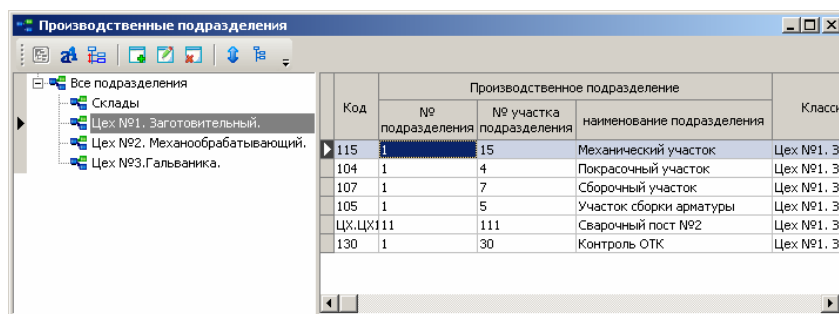 Производственные подразделения
Все подразделения
Склады
Цех №1. Заготовительный.
Цех №2. Механообрабатывающий.
Цех №3.Гальваника.
Производственное подразделение
Код № подразделения № участка подразделения наименование подразделения Класси
115 1 15 Механический участок Цех №1. З
104 1 4 Покрасочный участок Цех №1. З
107 1 7 Сборочный участок Цех №1. З
105 1 5 Участок сборки арматуры Цех №1. З
ЦХ.ЦХ1 11 111 Сварочный пост №2 Цех №1. З
130 1 30 Контроль ОТК Цех №1. З